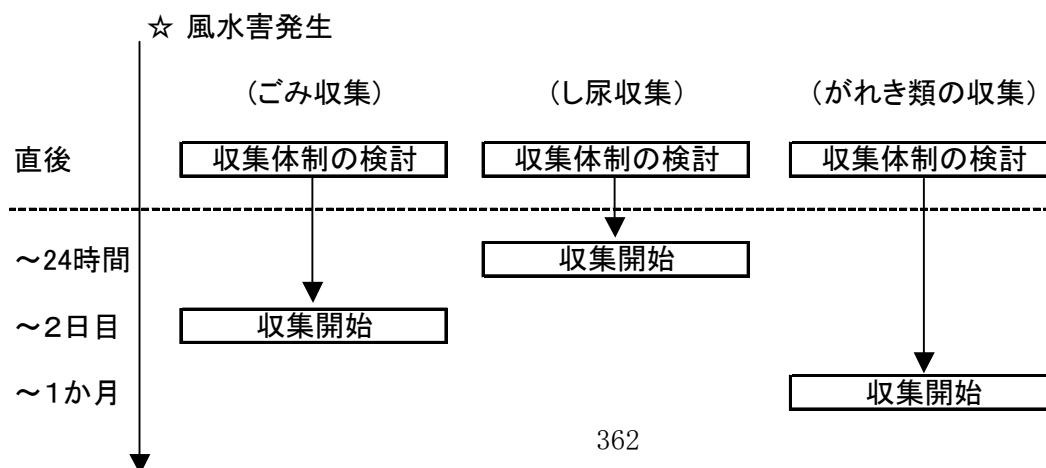 ☆ 風水害発生
(ごみ収集) (し尿収集) (がれき類の収集)
直後 収集体制の検討 収集体制の検討 収集体制の検討
～24時間 収集開始
～２日目 収集開始
～１か月 収集開始
362